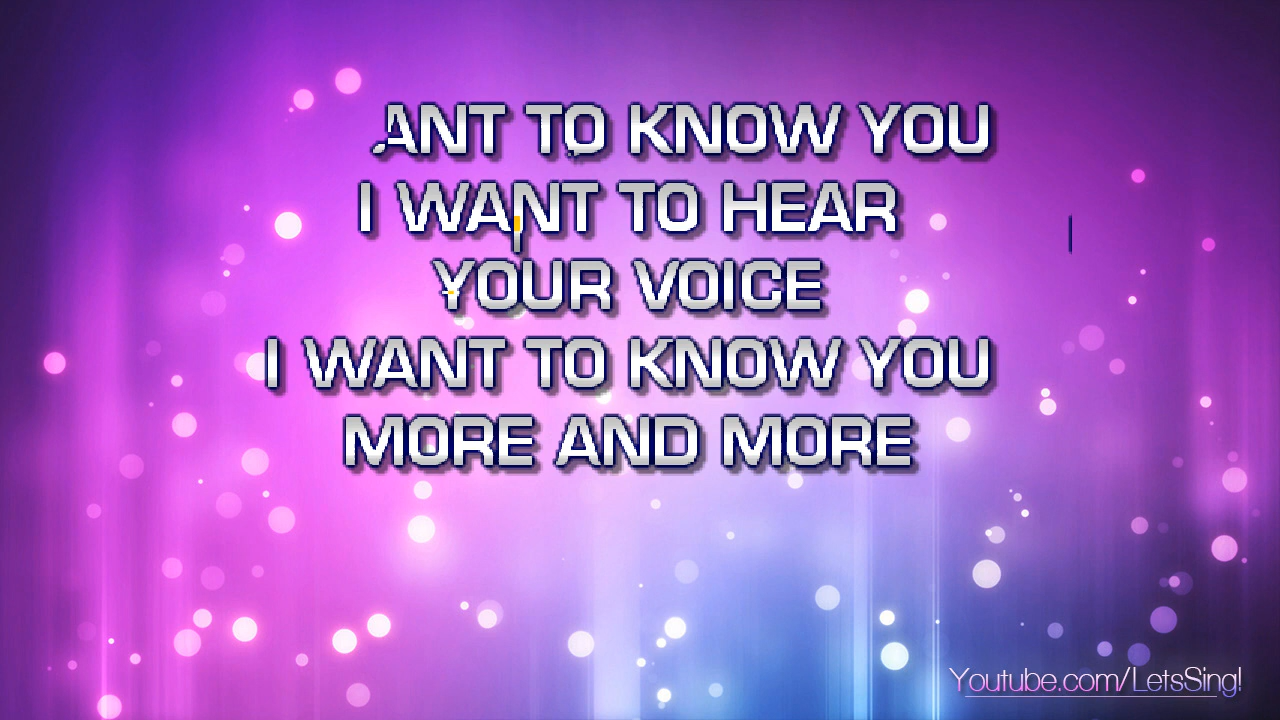 ANT TO KNOW YOU
I WANT TO HEAR
YOUR VOICE
I WANT TO KNOW YOU
MORE AND MORE
Youtube.com/LetsSing!